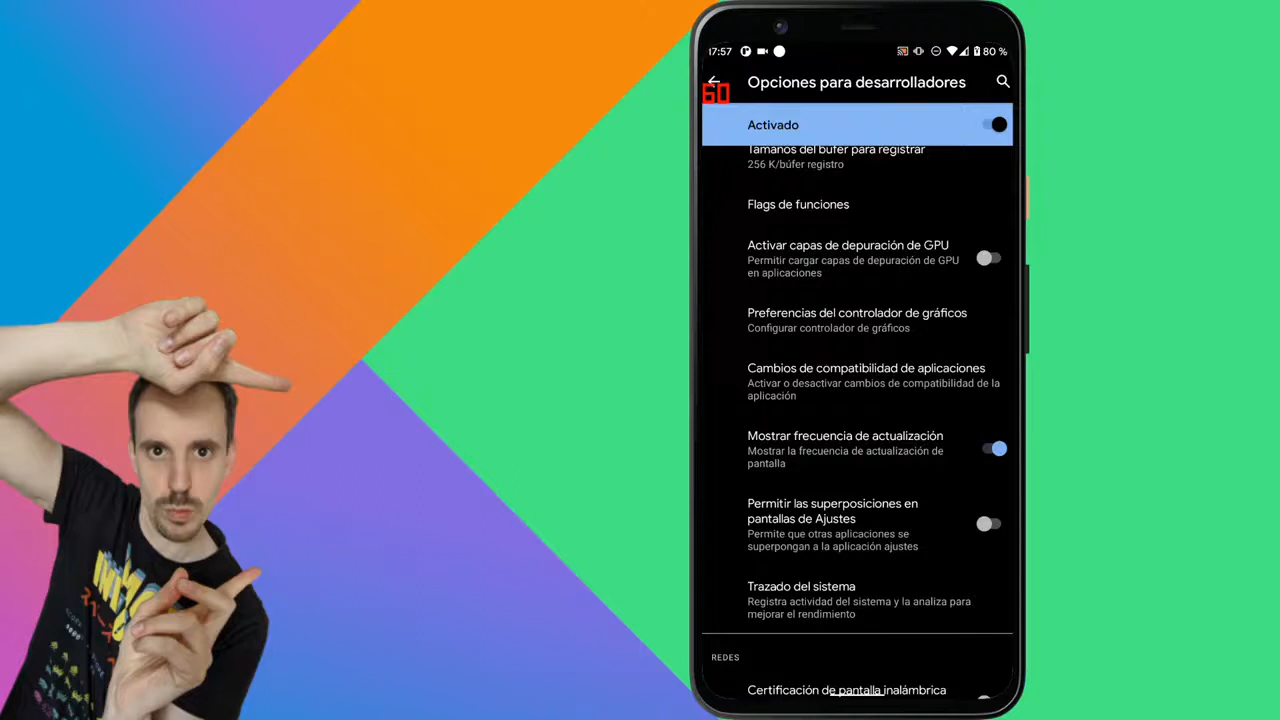 17:57
80 %
Opciones para desarrolladores
60
Activado
Tamaños del búfer para registrar
256 K/búfer registro
Flags de funciones
Activar capas de depuración de GPU
Permitir cargar capas de depuración de GPU
en aplicaciones
Preferencias del controlador de gráficos
Configurar controlador de gráficos
Cambios de compatibilidad de aplicaciones
Activar o desactivar cambios de compatibilidad de la
aplicación
Mostrar frecuencia de actualización
Mostrar la frecuencia de actualización de
pantalla
Permitir las superposiciones en
pantallas de Ajustes
Permite que otras aplicaciones se
superpongan a la aplicación ajustes
Trazado del sistema
Registra actividad del sistema y la analiza para
mejorar el rendimiento
REDES
Certificación de pantalla inalámbrica